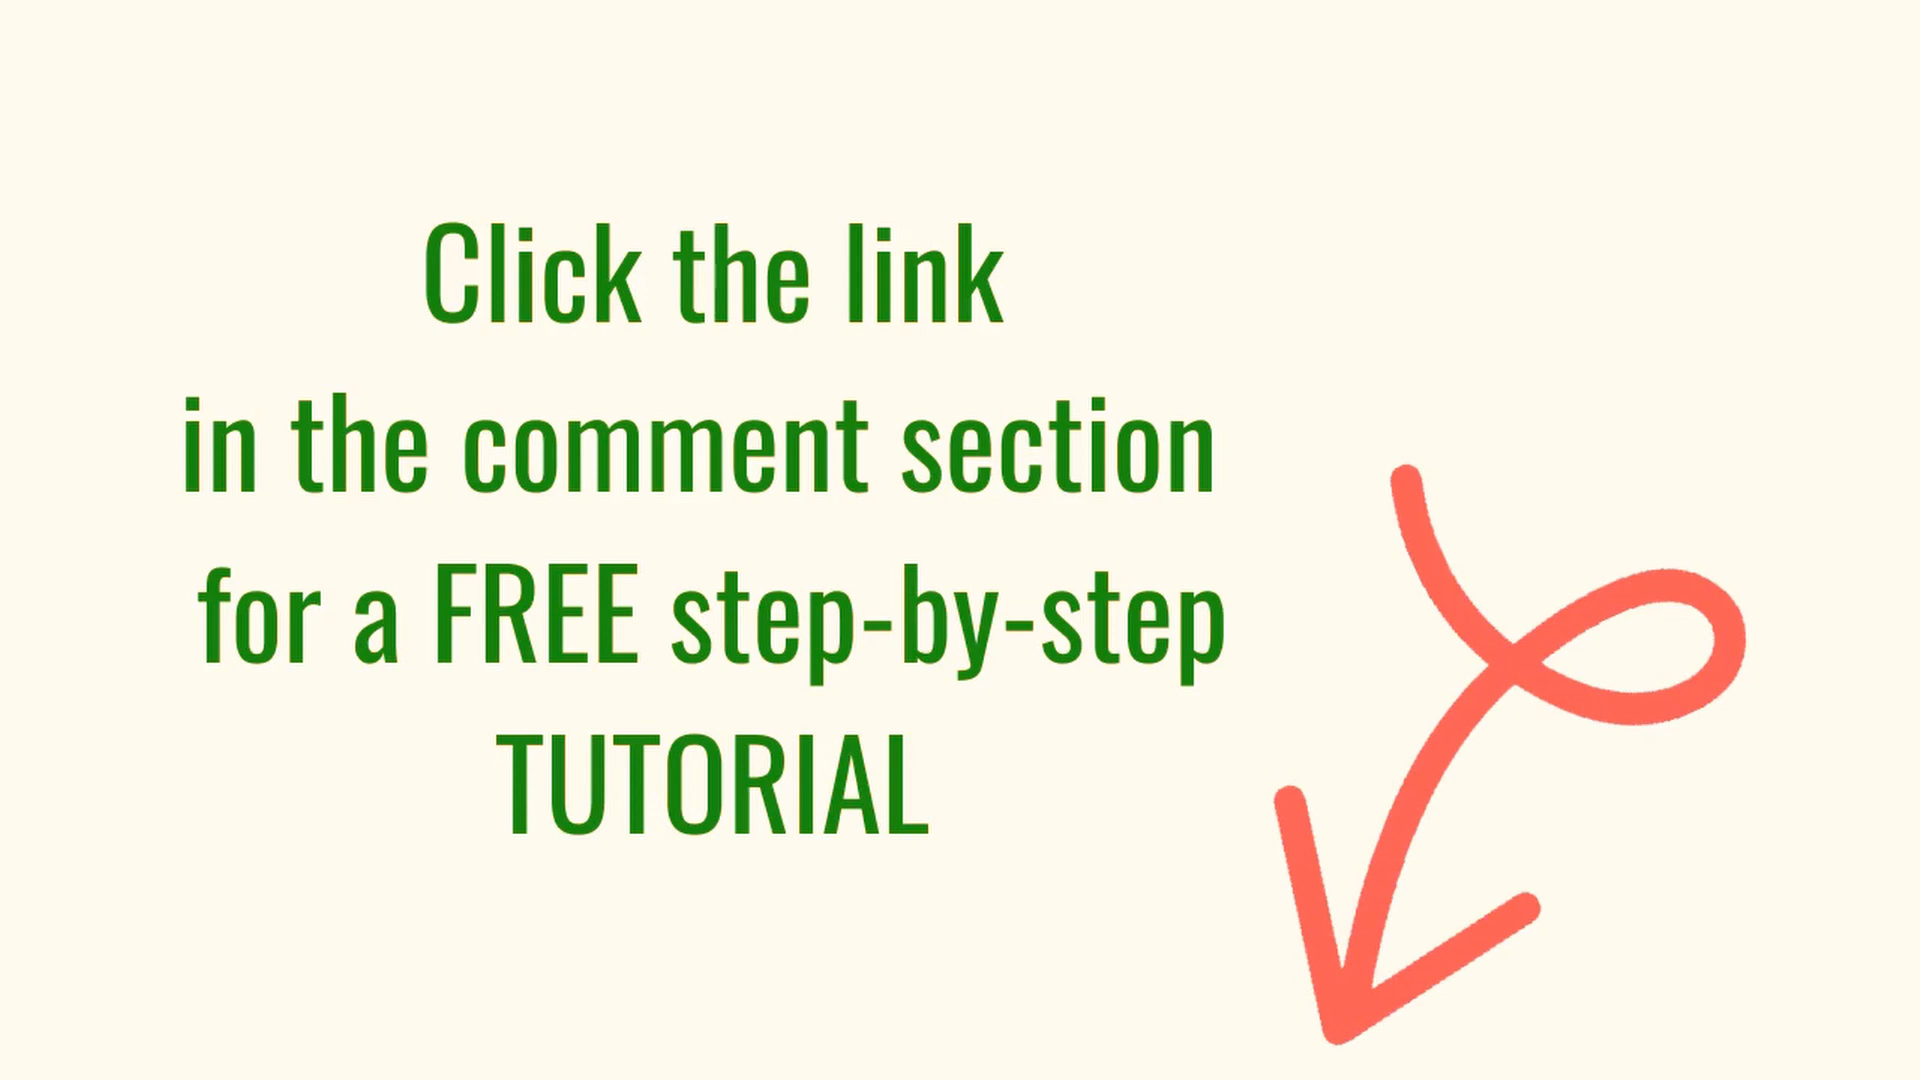 Click the link
in the comment section
for a FREE step-by-step
TUTORIAL